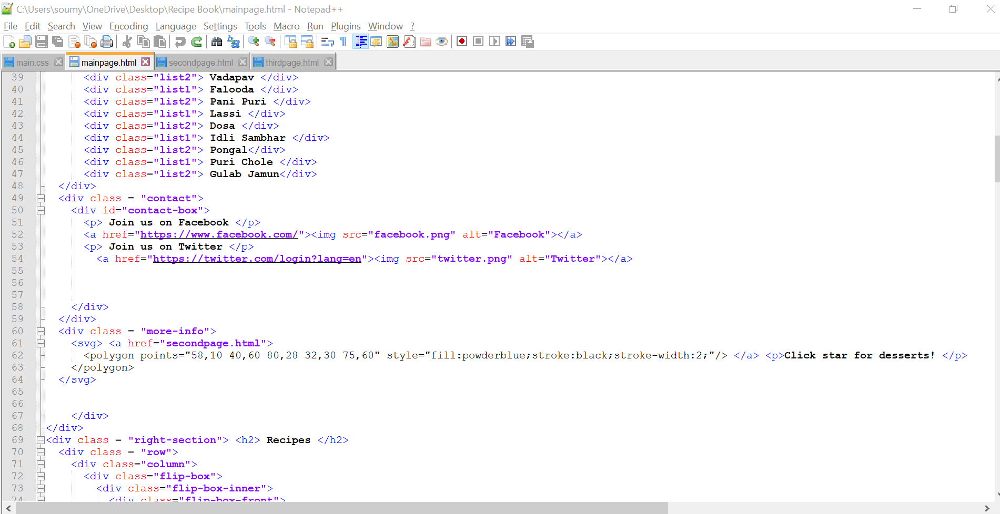 C:\Users\soumy\OneDrive\Desktop\Recipe Book\mainpage.html - Notepad++
File Edit Search View Encoding Language Settings Tools Macro Run Plugins Window ?
main.css mainpage.html secondpage.html thirdpage.html
39 <div class="list2"> Vadapav </div>
40 <div class="list1"> Falooda </div>
41 <div class="list2"> Pani Puri </div>
42 <div class="list1"> Lassi </div>
43 <div class="list2"> Dosa </div>
44 <div class="list1"> Idli Sambhar </div>
45 <div class="list2"> Pongal</div>
46 <div class="list1"> Puri Chole </div>
47 <div class="list2"> Gulab Jamun</div>
48 </div>
49 <div class = "contact">
50 <div id="contact-box">
51 <p> Join us on Facebook </p>
52 <a href="https://www.facebook.com/"><img src="facebook.png" alt="Facebook"></a>
53 <p> Join us on Twitter </p>
54 <a href="https://twitter.com/login?lang=en"><img src="twitter.png" alt="Twitter"></a>
55
56
57
58 </div>
59 </div>
60 <div class = "more-info">
61 <svg> <a href="secondpage.html">
62 <polygon points="58,10 40,60 80,28 32,30 75,60" style="fill:powderblue;stroke:black;stroke-width:2;"/> </a> <p>Click star for desserts! </p>
63 </polygon>
64 </svg>
65
66
67 </div>
68 </div>
69 <div class = "right-section"> <h2> Recipes </h2>
70 <div class = "row">
71 <div class="column">
72 <div class="flip-box">
73 <div class="flip-box-inner">
74 <div class="flip-box-front">